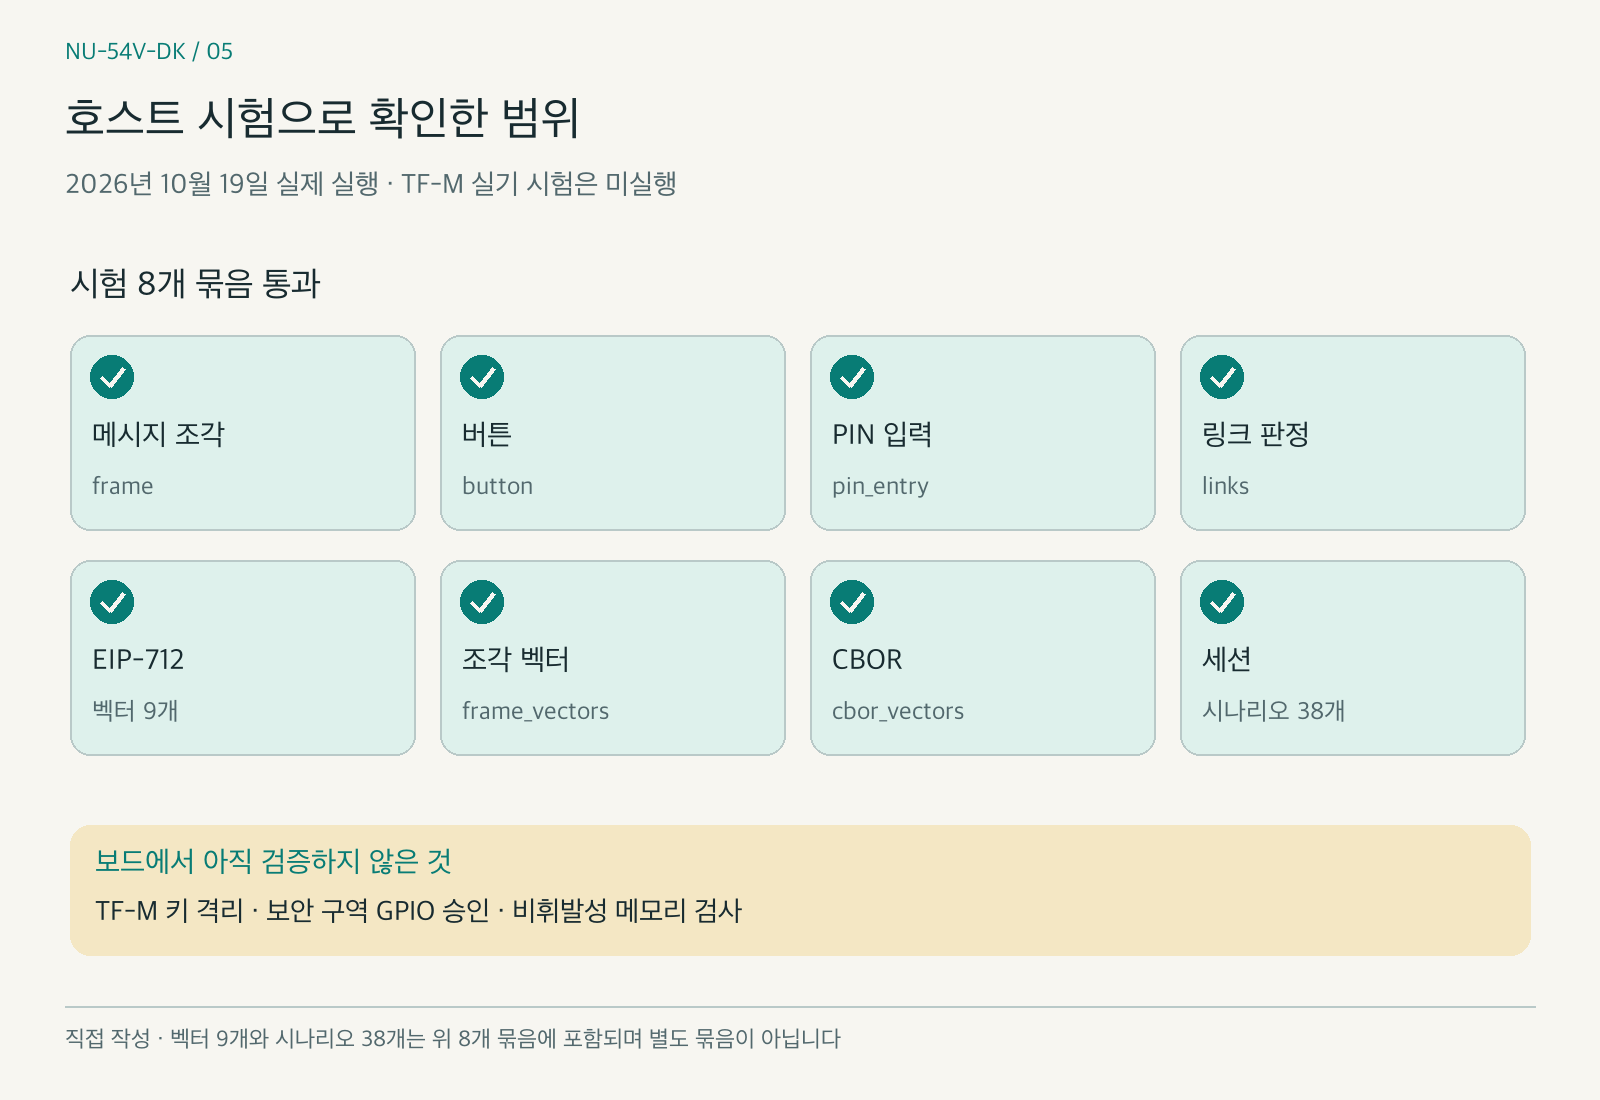 NU-54V-DK / 05
호스트 시험으로 확인한 범위
2026년 10월 19일 실제 실행 · TF-M 실기 시험은 미실행
시험 8개 묶음 통과
메시지 조각
frame
버튼
button
PIN 입력
pin_entry
링크 판정
links
EIP-712
벡터 9개
조각 벡터
frame_vectors
CBOR
cbor_vectors
세션
시나리오 38개
보드에서 아직 검증하지 않은 것
TF-M 키 격리 · 보안 구역 GPIO 승인 · 비휘발성 메모리 검사
직접 작성 · 벡터 9개와 시나리오 38개는 위 8개 묶음에 포함되며 별도 묶음이 아닙니다